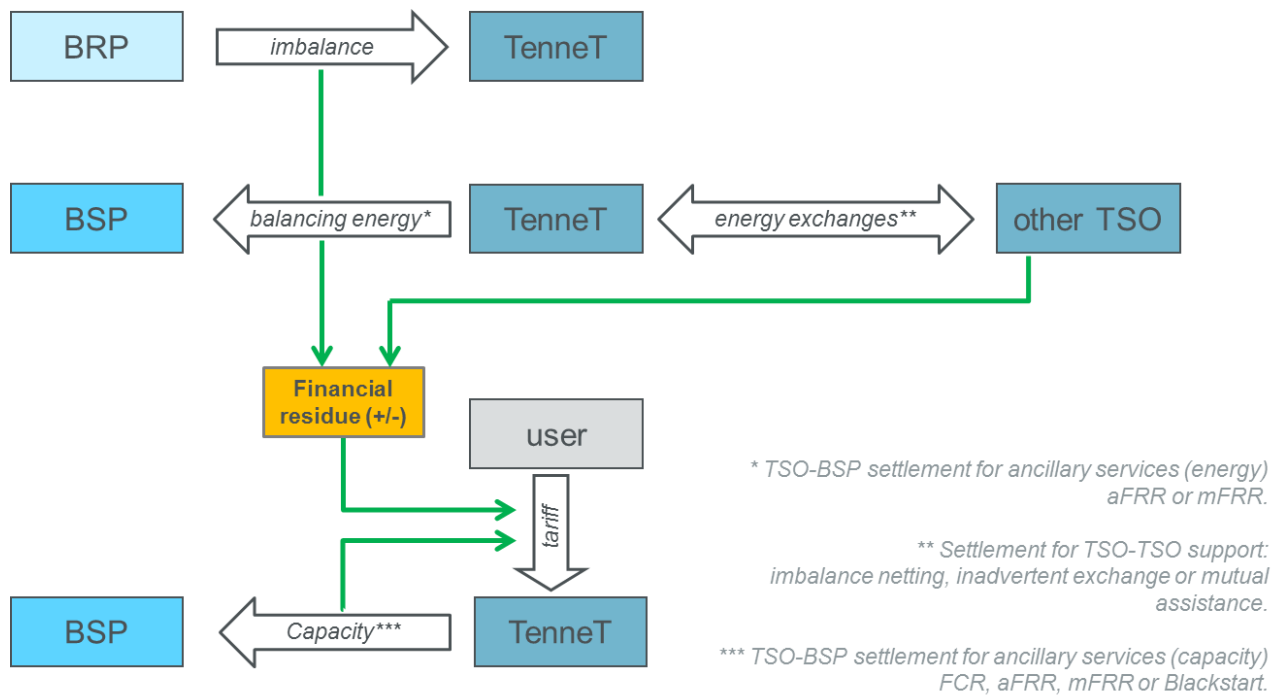 BRP
imbalance
TenneT
BSP
balancing energy*
TenneT
energy exchanges**
other TSO
Financial
residue (+/-)
user
tariff
* TSO-BSP settlement for ancillary services (energy)
aFRR or mFRR.
** Settlement for TSO-TSO support:
imbalance netting, inadvertent exchange or mutual
assistance.
BSP
Capacity***
TenneT
*** TSO-BSP settlement for ancillary services (capacity)
FCR, aFRR, mFRR or Blackstart.